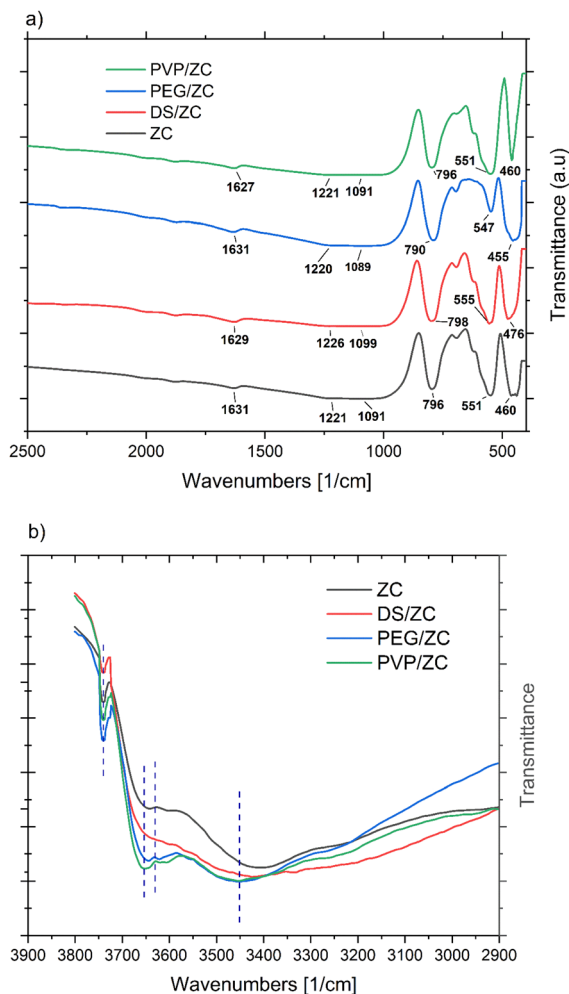 a)
PVP/ZC
PEG/ZC
DS/ZC
ZC
1627
1221
1091
796
551
460
1631
1220
1089
790
547
455
1629
1226
1099
798
555
476
1631
1221
1091
796
551
460
2500
2000
1500
1000
500
Wavenumbers [1/cm]
Transmittance (a.u)
b)
ZC
DS/ZC
PEG/ZC
PVP/ZC
Transmittance
3900
3800
3700
3600
3500
3400
3300
3200
3100
3000
2900
Wavenumbers [1/cm]